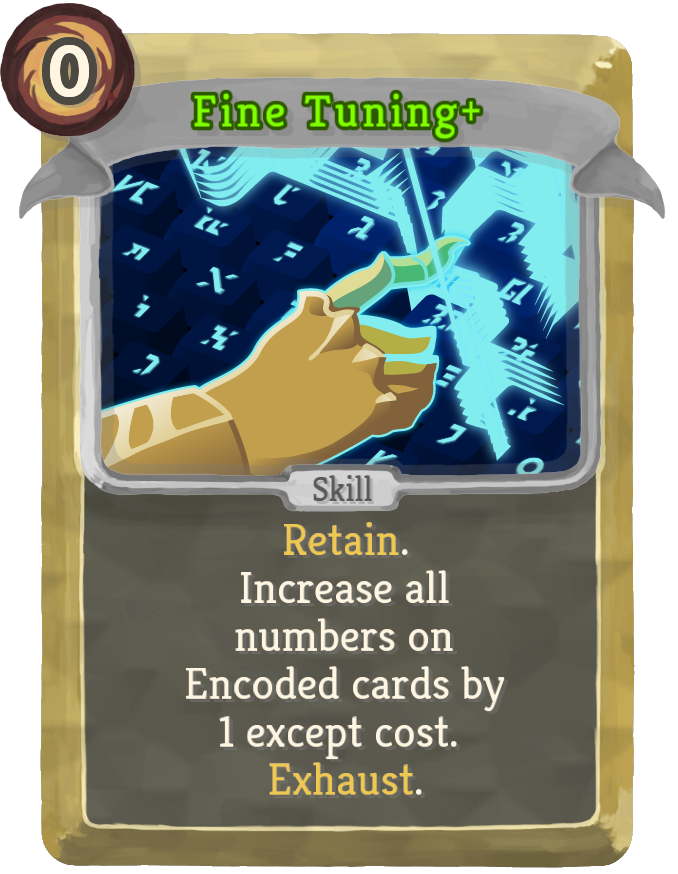 0
Fine Tuning+
Skill
Retain.
Increase all
numbers on
Encoded cards by
1 except cost.
Exhaust.